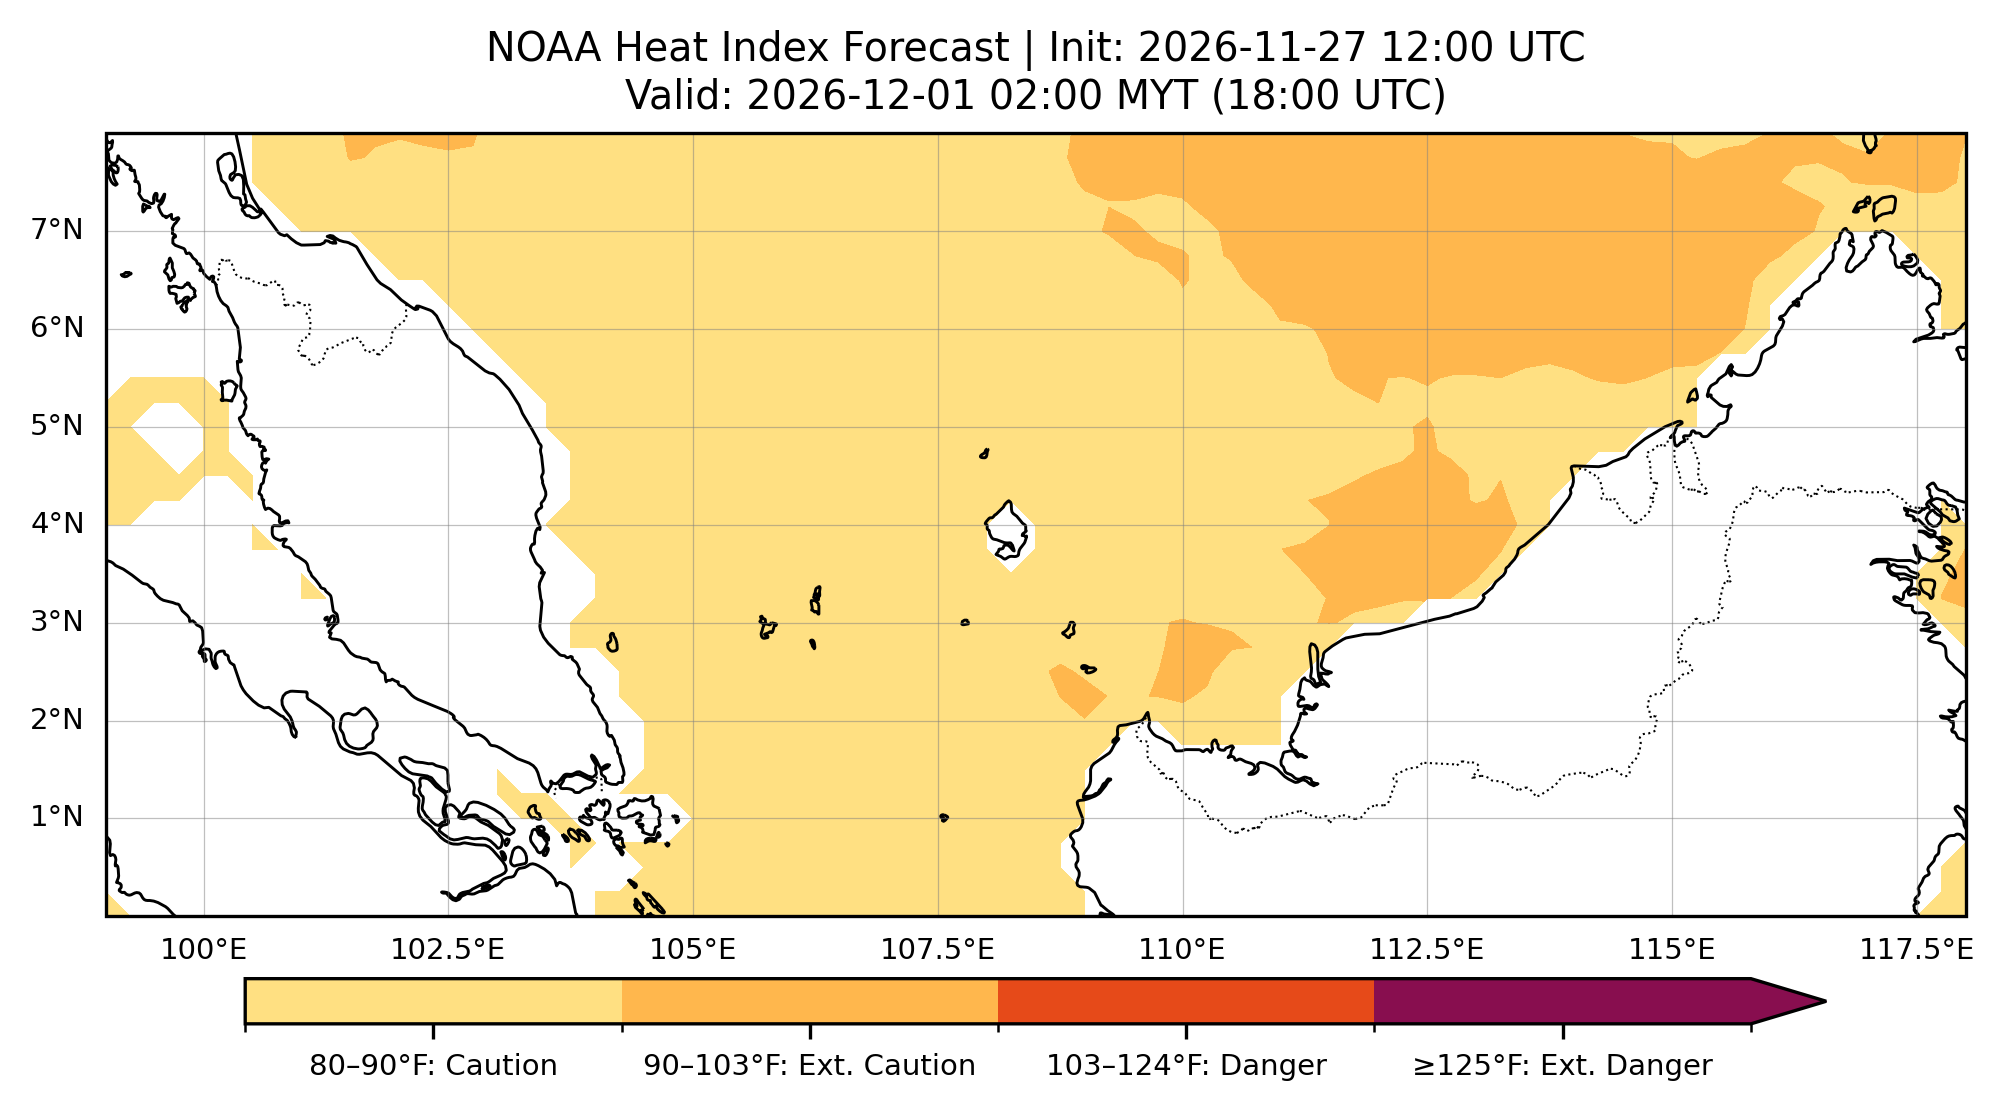 NOAA Heat Index Forecast | Init: 2026-11-27 12:00 UTC
Valid: 2026-12-01 02:00 MYT (18:00 UTC)
7°N
6°N
5°N
4°N
3°N
2°N
1°N
100°E 102.5°E 105°E 107.5°E 110°E 112.5°E 115°E 117.5°E
80–90°F: Caution 90–103°F: Ext. Caution 103–124°F: Danger ≥125°F: Ext. Danger